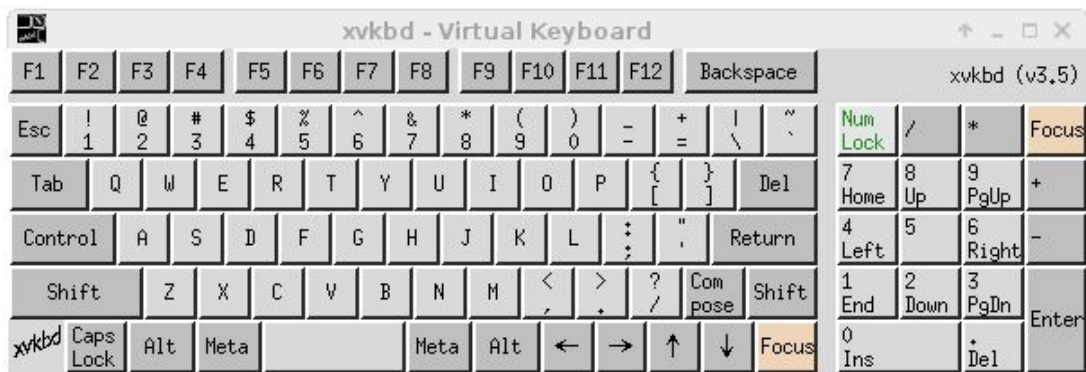 xvkbd - Virtual Keyboard
F1 F2 F3 F4 F5 F6 F7 F8 F9 F10 F11 F12 Backspace xvkbd (v3.5)
Esc ! 1 @ 2 # 3 $ 4 % 5 ^ 6 & 7 * 8 ( 9 ) 0 _ - + = | \ ~ ` Num Lock / * Focus
Tab Q W E R T Y U I O P { [ } ] Del 7 Home 8 Up 9 PgUp +
Control A S D F G H J K L : ; " ' Return 4 Left 5 6 Right -
Shift Z X C V B N M < , > . ? / Com pose Shift 1 End 2 Down 3 PgDn Enter
xvkbd Caps Lock Alt Meta Meta Alt ← → ↑ ↓ Focus 0 Ins . Del